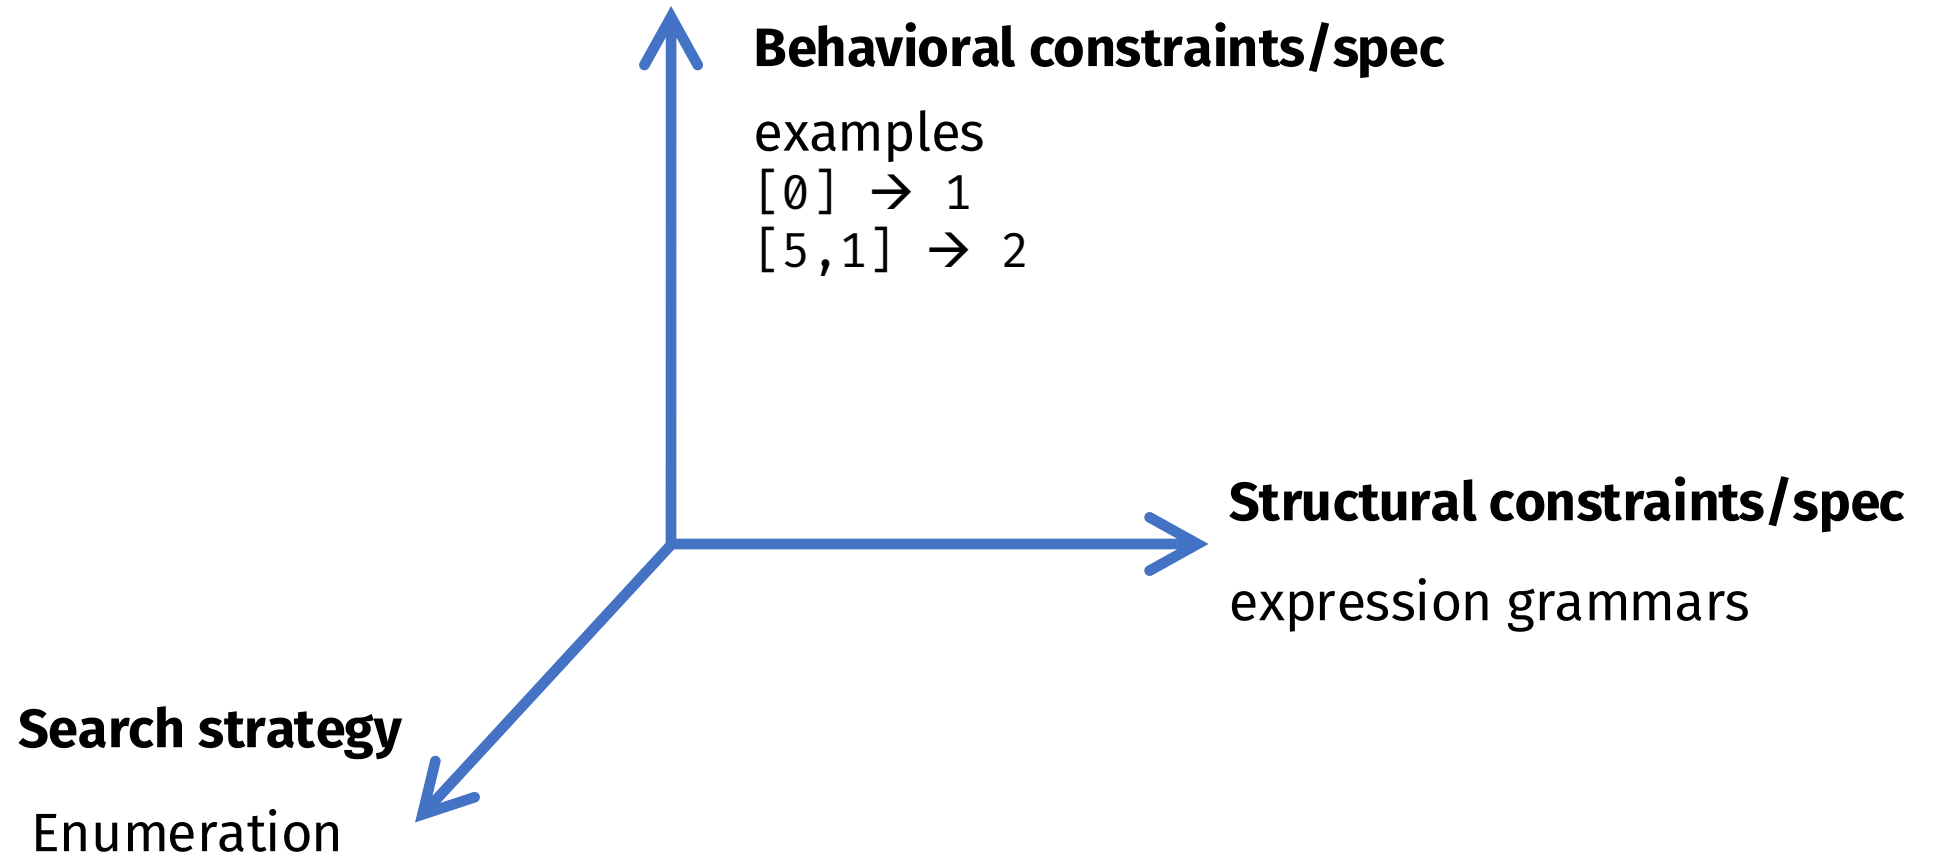 Behavioral constraints/spec
examples
[0] → 1
[5,1] → 2
Structural constraints/spec
expression grammars
Search strategy
Enumeration